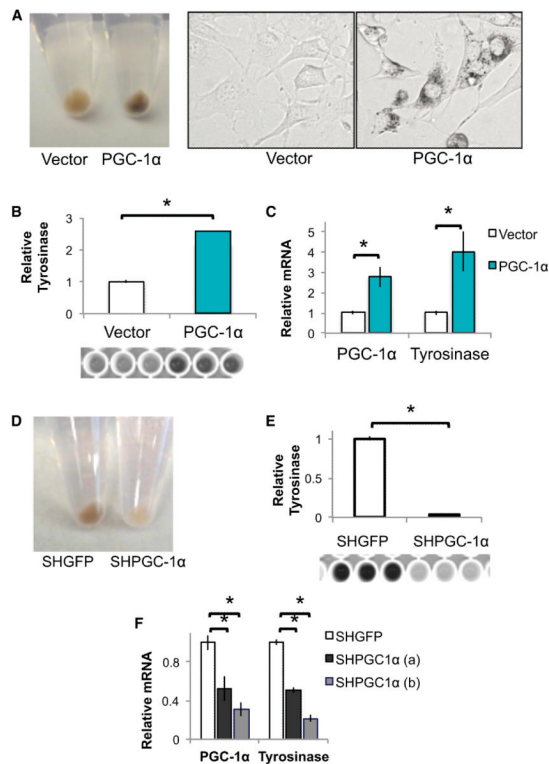 A
Vector PGC-1α
Vector
PGC-1α
B
Relative
Tyrosinase
3
2
1
0
*
Vector
PGC-1α
C
Relative mRNA
5
4
3
2
1
0
*
*
PGC-1α
Tyrosinase
Vector
PGC-1α
D
SHGFP SHPGC-1α
E
Relative
Tyrosinase
1
0.5
0
*
SHGFP
SHPGC-1α
F
Relative mRNA
0.8
0.4
0
*
*
*
*
PGC-1α
Tyrosinase
SHGFP
SHPGC1α (a)
SHPGC1α (b)